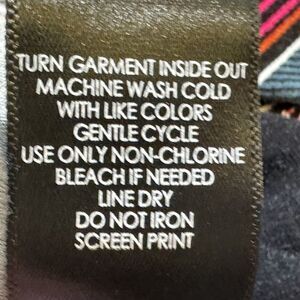 TURN GARMENT INSIDE OUT
MACHINE WASH COLD
WITH LIKE COLORS
GENTLE CYCLE
USE ONLY NON-CHLORINE
BLEACH IF NEEDED
LINE DRY
DO NOT IRON
SCREEN PRINT